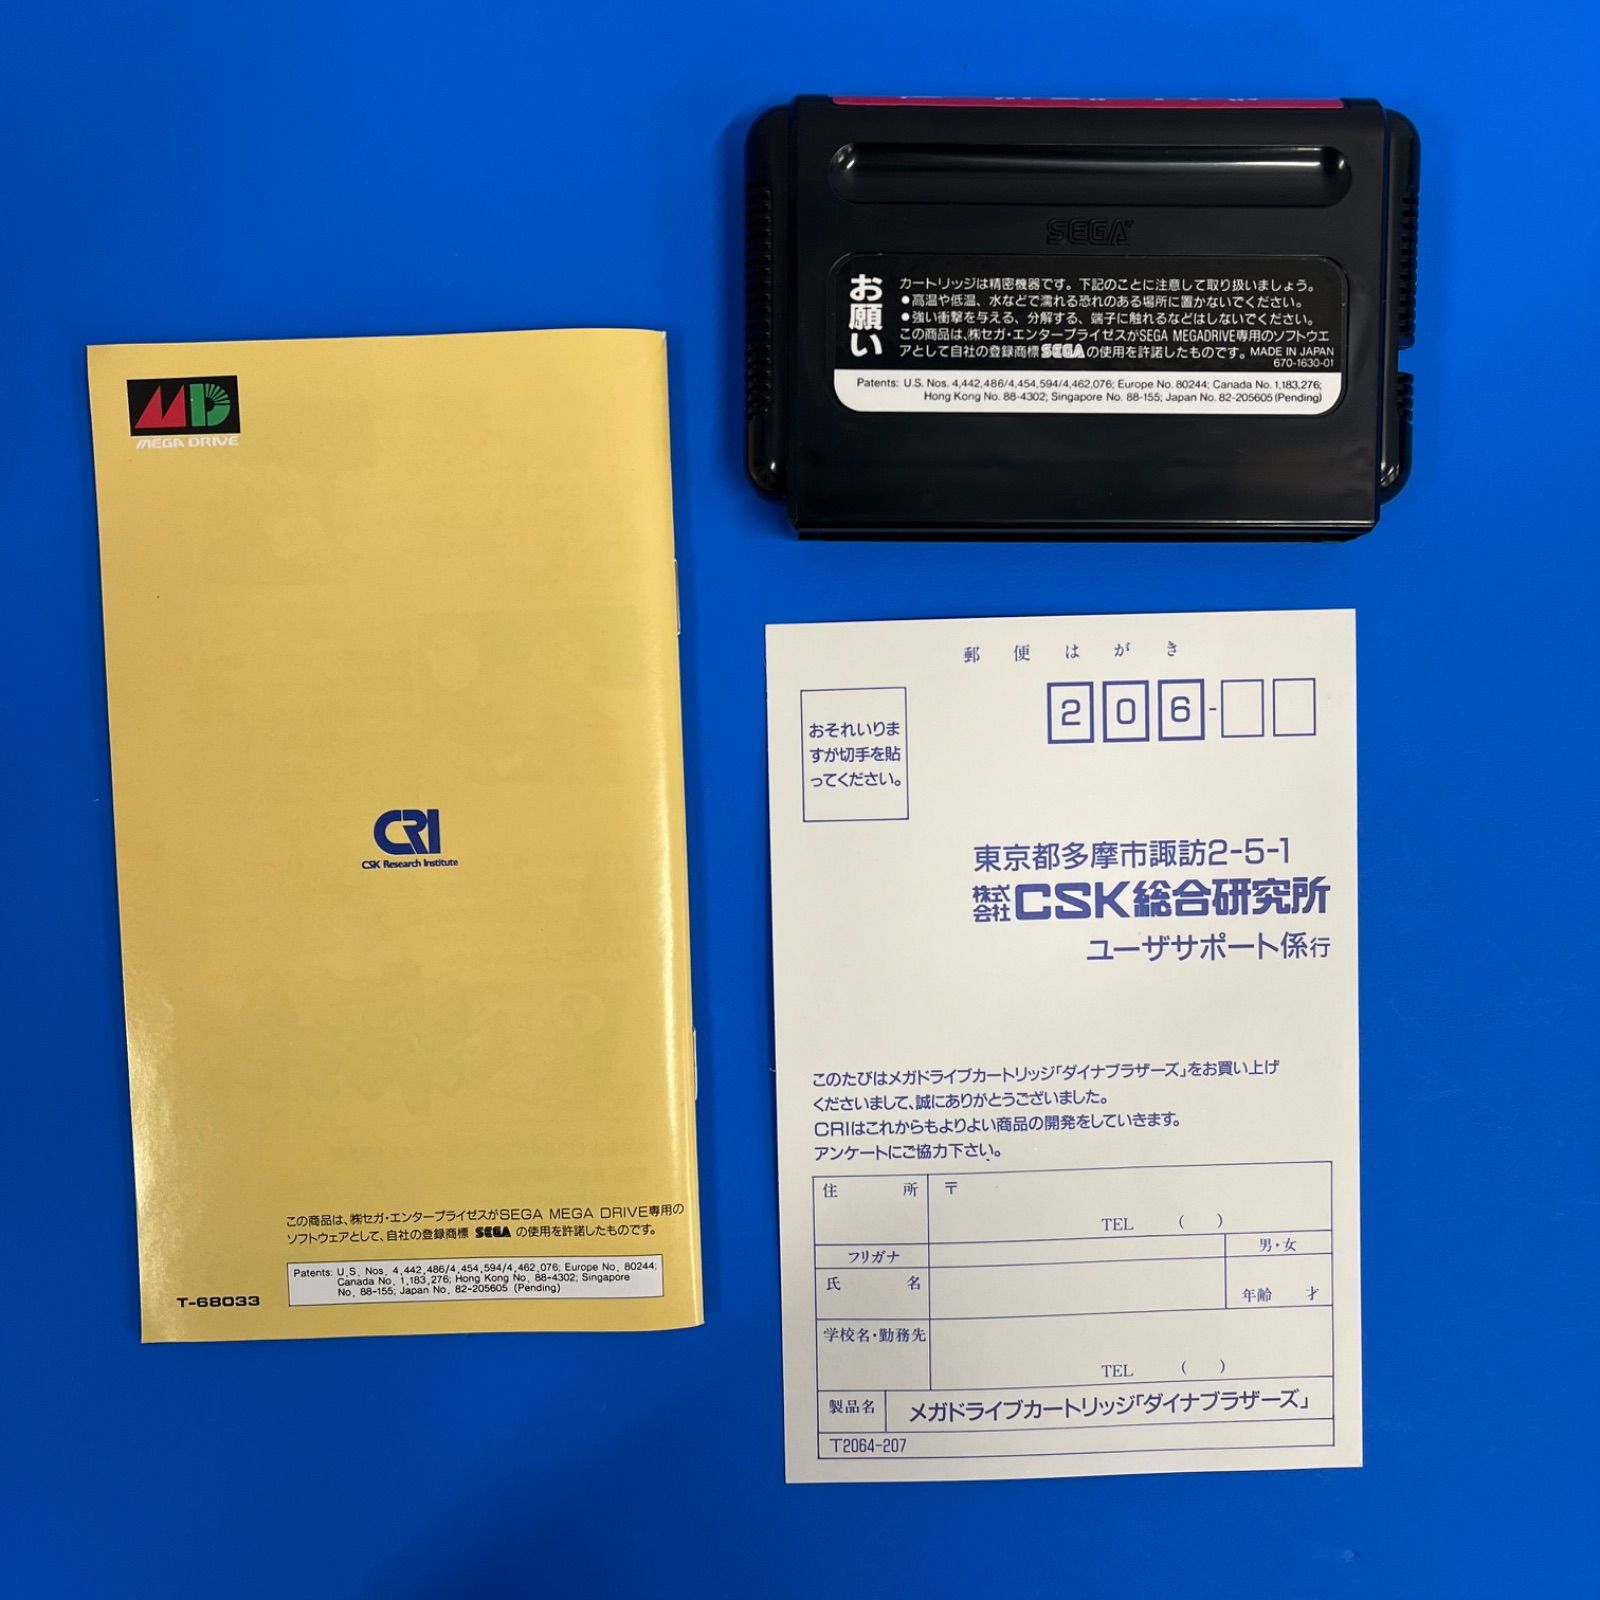 MEGA DRIVE
CRI
CSK Research Institute
この商品は、㈱セガ・エンタープライゼスがSEGA MEGA DRIVE専用の
ソフトウェアとして、自社の登録商標 SEGA の使用を許諾したものです。
Patents: U.S. Nos. 4,442,486/4,454,594/4,462,076; Europe No. 80244;
Canada No. 1,183,276; Hong Kong No. 88-4302; Singapore
No. 88-155; Japan No. 82-205605 (Pending)
T-68033
SEGA
お願い
カートリッジは精密機器です。下記のことに注意して取り扱いましょう。
●高温や低温、水などで濡れる恐れのある場所に置かないでください。
●強い衝撃を与える、分解する、端子に触れるなどはしないでください。
この商品は、㈱セガ・エンタープライゼスがSEGA MEGADRIVE専用のソフトウエ
アとして自社の登録商標SEGAの使用を許諾したものです。MADE IN JAPAN
670-1630-01
Patents: U.S. Nos. 4,442,486/4,454,594/4,462,076; Europe No. 80244; Canada No. 1,183,276;
Hong Kong No. 88-4302; Singapore No. 88-155; Japan No. 82-205605 (Pending)
郵便はがき
206-
おそれいりま
すが切手を貼
ってください。
東京都多摩市諏訪2-5-1
株式会社CSK総合研究所
ユーザサポート係行
このたびはメガドライブカートリッジ「ダイナブラザーズ」をお買い上げ
くださいまして、誠にありがとうございました。
CRIはこれからもよりよい商品の開発をしていきます。
アンケートにご協力下さい。
住所 〒
TEL ( )
フリガナ
男・女
氏名
年齢 才
学校名・勤務先
TEL ( )
製品名 メガドライブカートリッジ「ダイナブラザーズ」
T2064-207